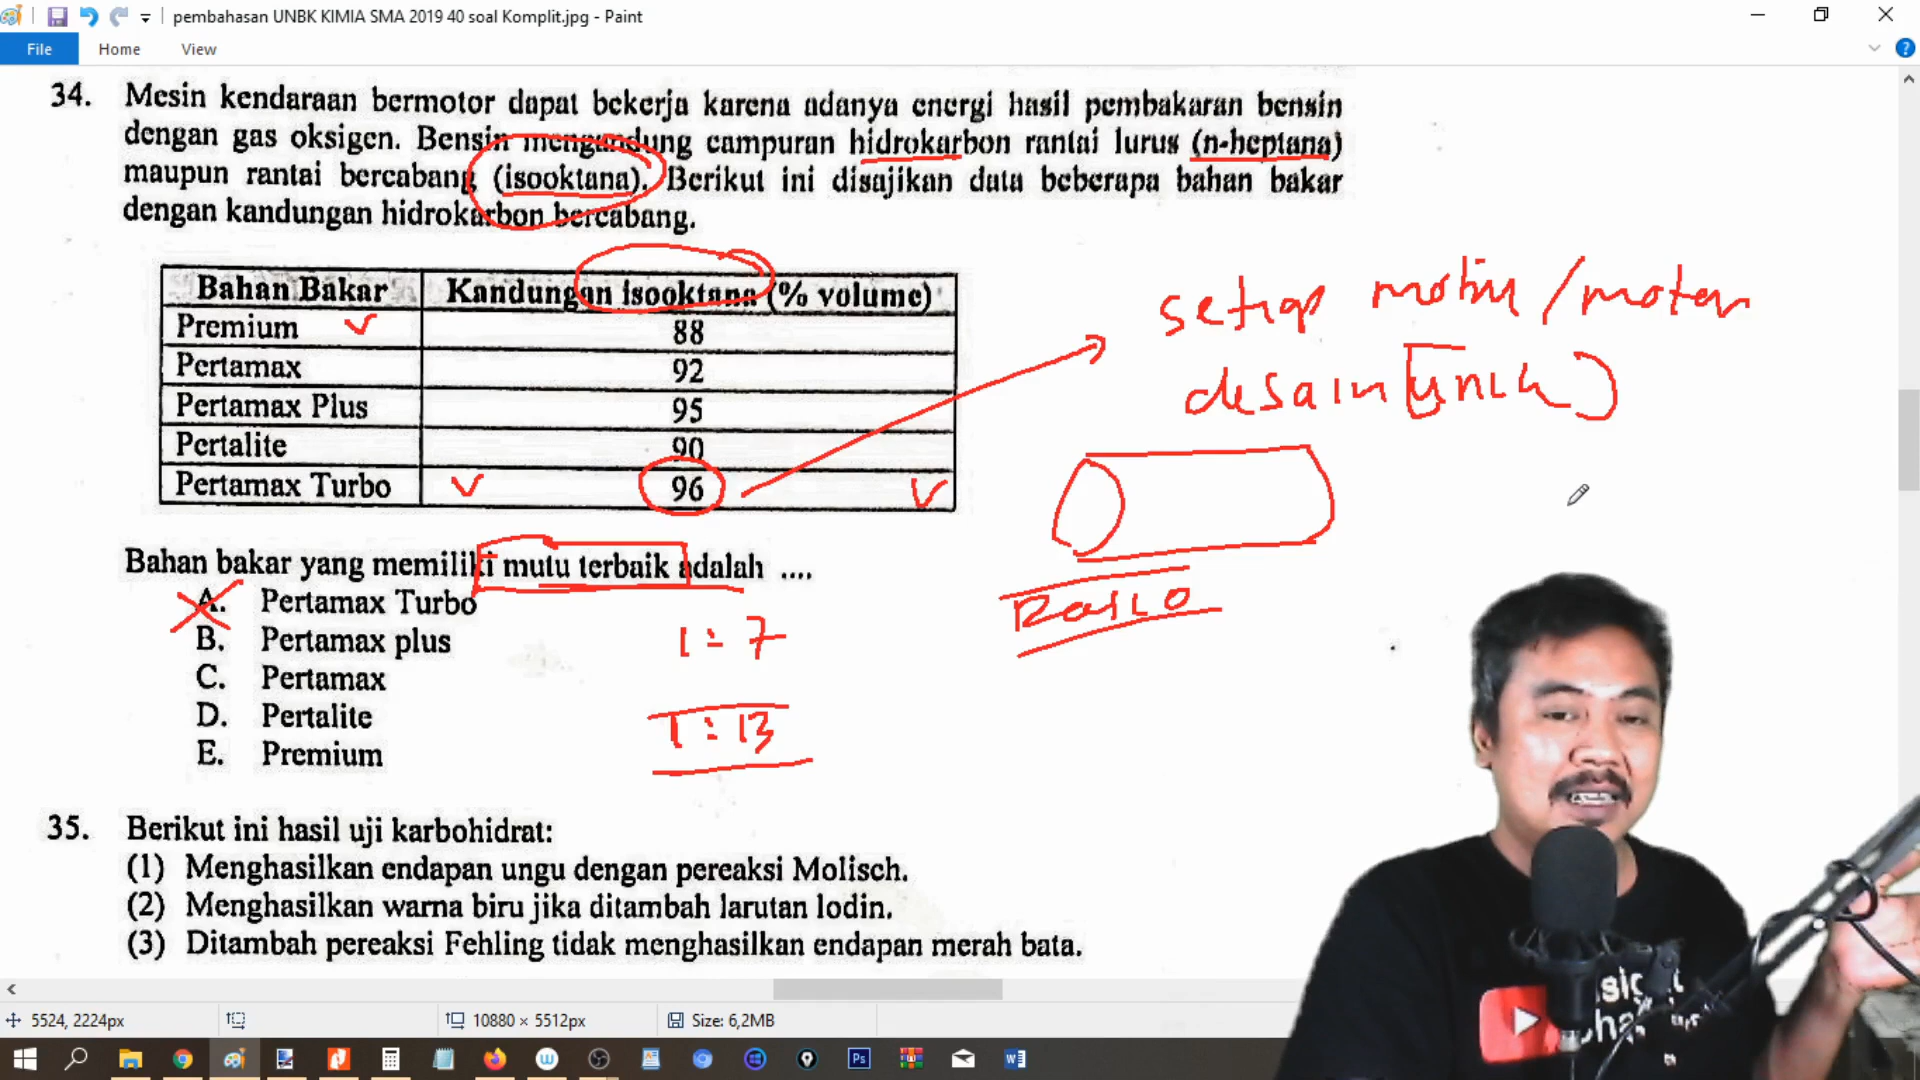 pembahasan UNBK KIMIA SMA 2019 40 soal Komplit.jpg - Paint
File Home View
34. Mesin kendaraan bermotor dapat bekerja karena adanya energi hasil pembakaran bensin
dengan gas oksigen. Bensin mengandung campuran hidrokarbon rantai lurus (n-heptana)
maupun rantai bercabang (isooktana). Berikut ini disajikan data beberapa bahan bakar
dengan kandungan hidrokarbon bercabang.
Bahan Bakar Kandungan isooktana (% volume)
Premium 88
Pertamax 92
Pertamax Plus 95
Pertalite 90
Pertamax Turbo 96
setiap mobil/motor
desain (unik)
Rasio
Bahan bakar yang memiliki mutu terbaik adalah ....
A. Pertamax Turbo
B. Pertamax plus
C. Pertamax
D. Pertalite
E. Premium
1:7
1:13
35. Berikut ini hasil uji karbohidrat:
(1) Menghasilkan endapan ungu dengan pereaksi Molisch.
(2) Menghasilkan warna biru jika ditambah larutan Iodin.
(3) Ditambah pereaksi Fehling tidak menghasilkan endapan merah bata.
5524, 2224px
10880 × 5512px
Size: 6,2MB
Ps